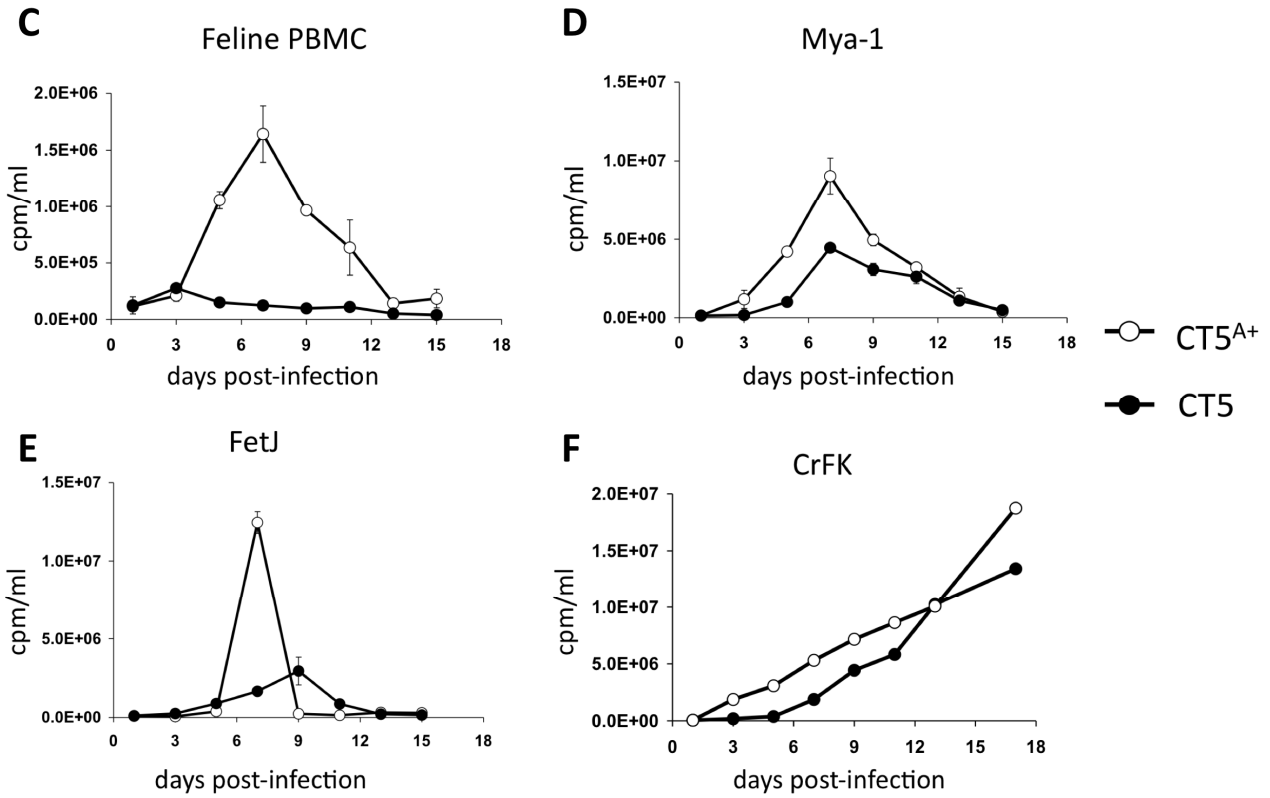 C
Feline PBMC
2.0E+06
1.5E+06
1.0E+06
5.0E+05
0.0E+00
cpm/ml
0 3 6 9 12 15 18
days post-infection
D
Mya-1
1.5E+07
1.0E+07
5.0E+06
0.0E+00
cpm/ml
0 3 6 9 12 15 18
days post-infection
CT5A+
CT5
E
FetJ
1.5E+07
1.0E+07
5.0E+06
0.0E+00
cpm/ml
0 3 6 9 12 15 18
days post-infection
F
CrFK
2.0E+07
1.5E+07
1.0E+07
5.0E+06
0.0E+00
cpm/ml
0 3 6 9 12 15 18
days post-infection